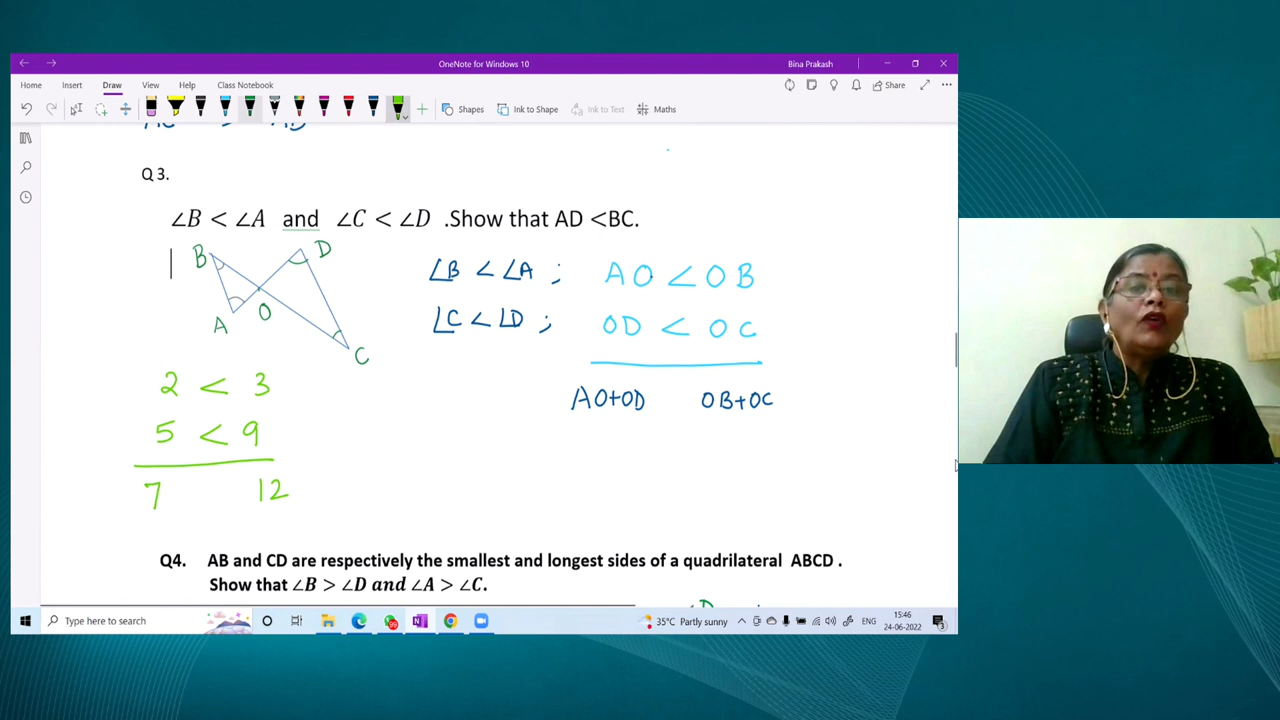 OneNote for Windows 10
Bina Prakash
Home Insert Draw View Help Class Notebook
Share
Shapes Ink to Shape Ink to Text Maths
Q 3.
∠B < ∠A and ∠C < ∠D .Show that AD <BC.
B D
A O C
∠B < ∠A ; AO < OB
∠C < ∠D ; OD < OC
AO+OD OB+OC
2 < 3
5 < 9
7 12
Q4. AB and CD are respectively the smallest and longest sides of a quadrilateral ABCD .
Show that ∠B > ∠D and ∠A > ∠C.
D
Type here to search
99
35°C Partly sunny
ENG
15:46
24-06-2022
3